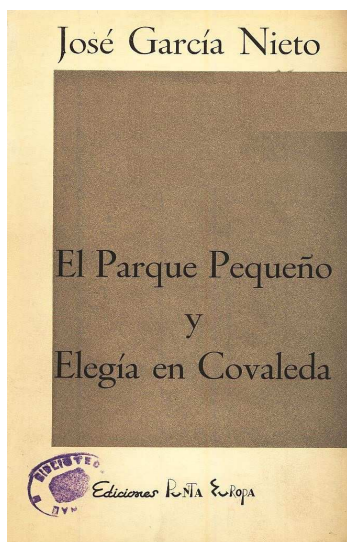 José García Nieto
El Parque Pequeño
y
Elegía en Covaleda
Ediciones PUNTA EUROPA